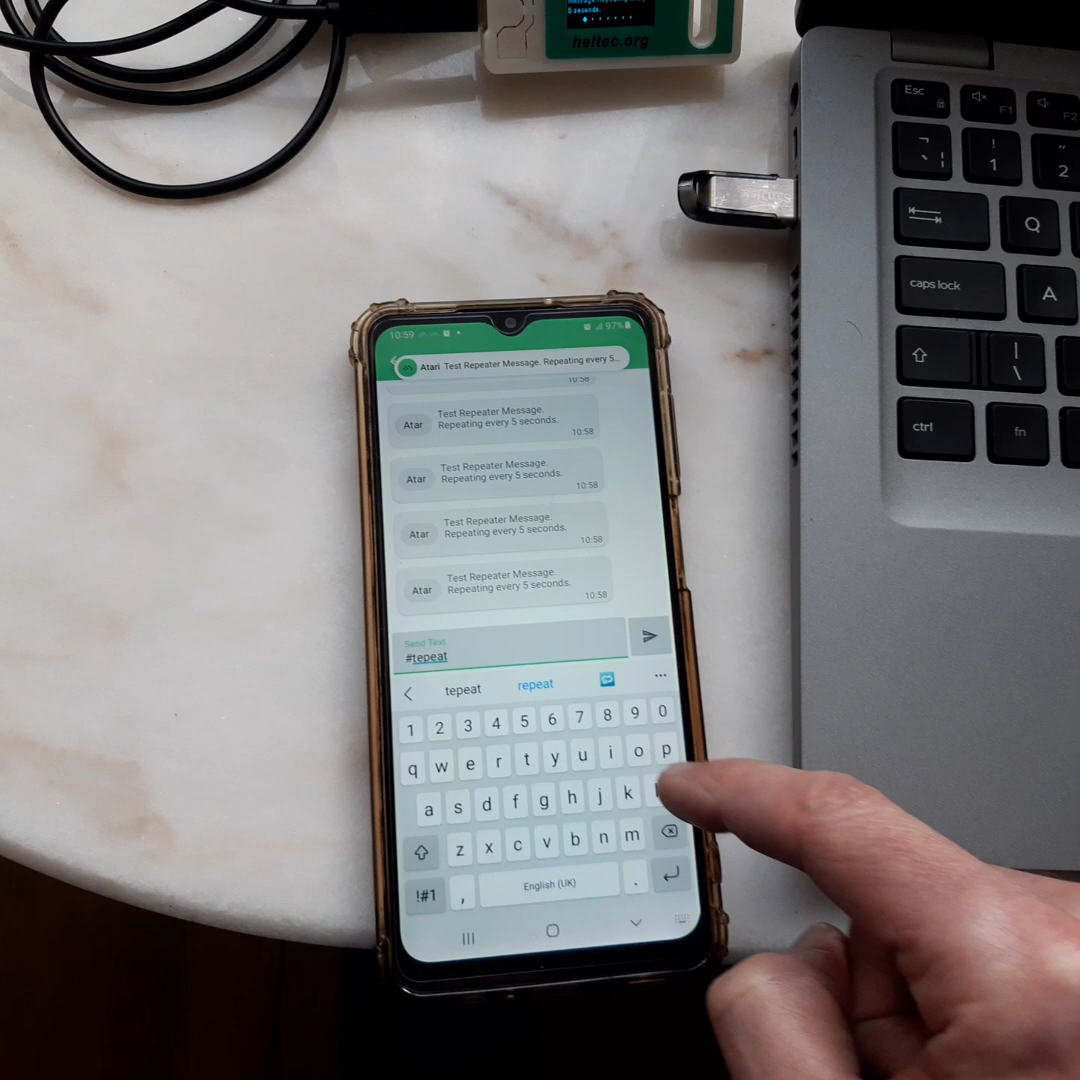 6 seconds.
heltec.org
Esc
F1
F2
!
1
"
2
Q
caps lock
A
|
\
ctrl
fn
10:59
97%
Atari Test Repeater Message. Repeating every 5...
10:58
Atar
Test Repeater Message.
Repeating every 5 seconds.
10:58
Atar
Test Repeater Message.
Repeating every 5 seconds.
10:58
Atar
Test Repeater Message.
Repeating every 5 seconds.
10:58
Atar
Test Repeater Message.
Repeating every 5 seconds.
10:58
Send Text
#tepeat
tepeat repeat ...
1 2 3 4 5 6 7 8 9 0
q w e r t y u i o p
a s d f g h j k
z x c v b n m
!#1 , English (UK) .